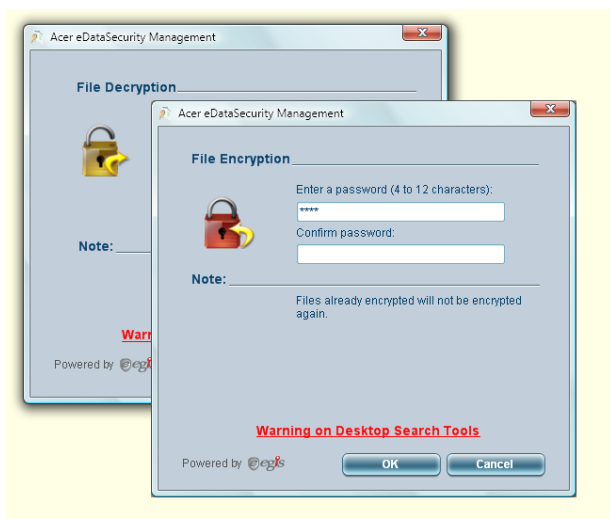 Acer eDataSecurity Management
File Decryption
Note:
Warn
Powered by egis
Acer eDataSecurity Management
File Encryption
Enter a password (4 to 12 characters):
****
Confirm password:
Note:
Files already encrypted will not be encrypted
again.
Warning on Desktop Search Tools
Powered by egis
OK
Cancel